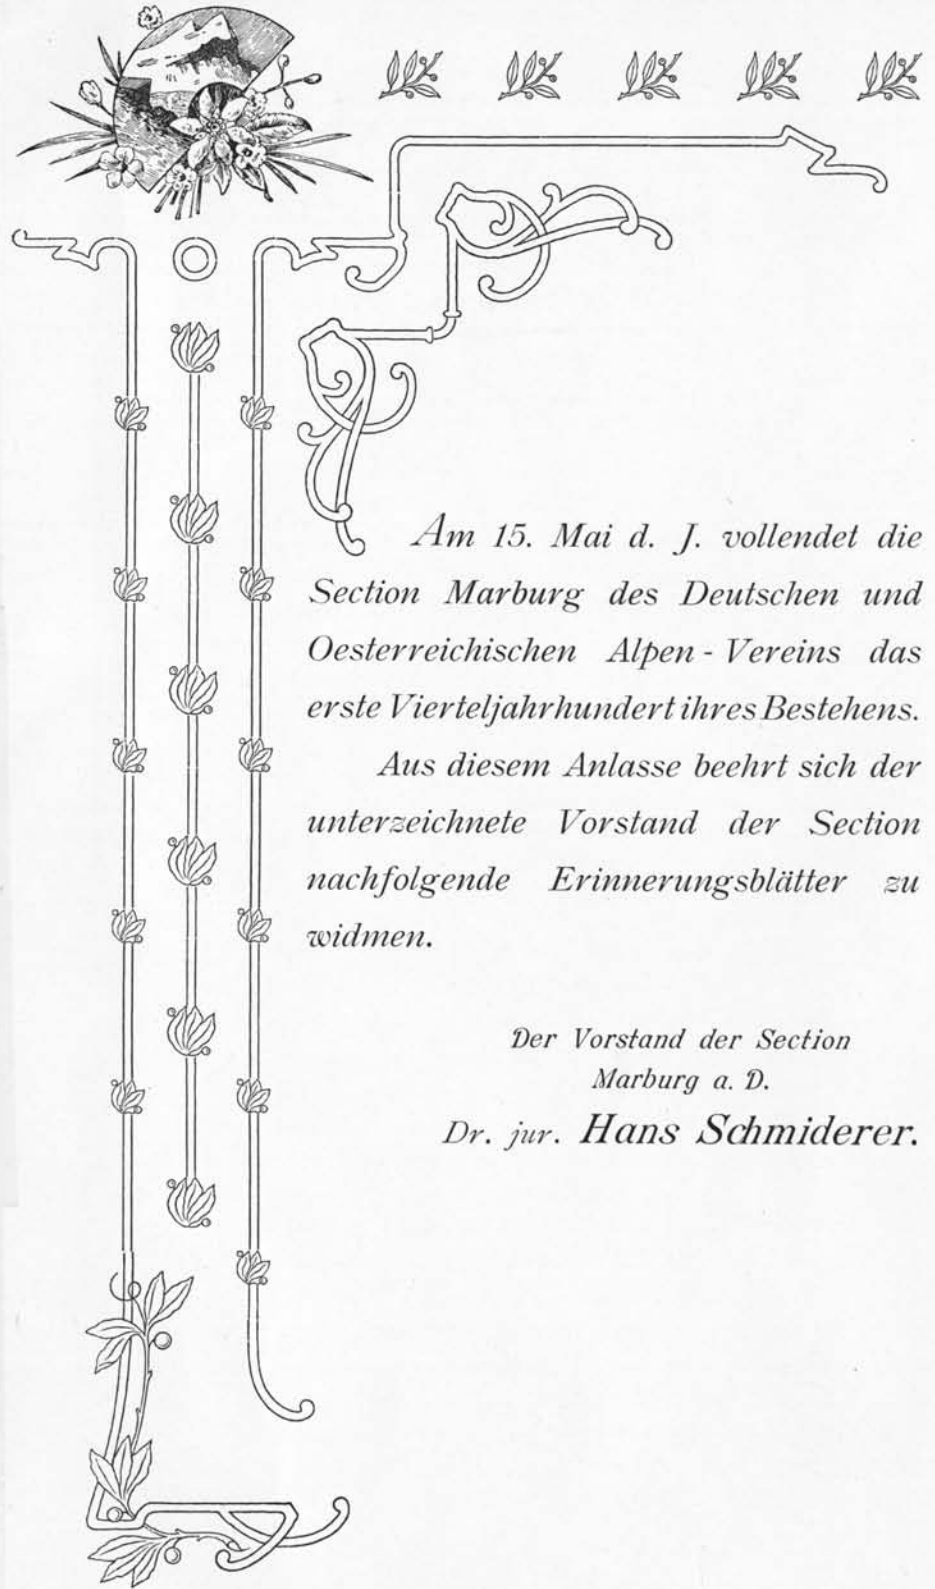 Am 15. Mai d. J. vollendet die
Section Marburg des Deutschen und
Oesterreichischen Alpen-Vereins das
erste Vierteljahrhundert ihres Bestehens.
Aus diesem Anlasse beehrt sich der
unterzeichnete Vorstand der Section
nachfolgende Erinnerungsblätter zu
widmen.
Der Vorstand der Section
Marburg a. D.
Dr. jur. Hans Schmiderer.